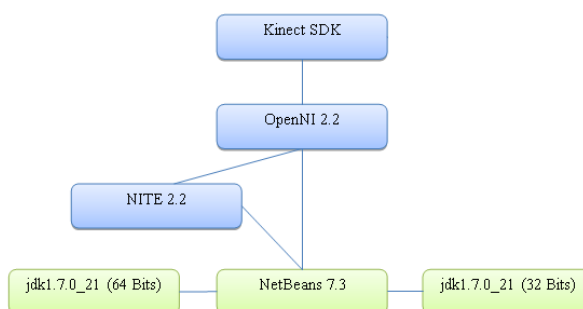 Kinect SDK
OpenNI 2.2
NITE 2.2
jdk1.7.0_21 (64 Bits)
NetBeans 7.3
jdk1.7.0_21 (32 Bits)